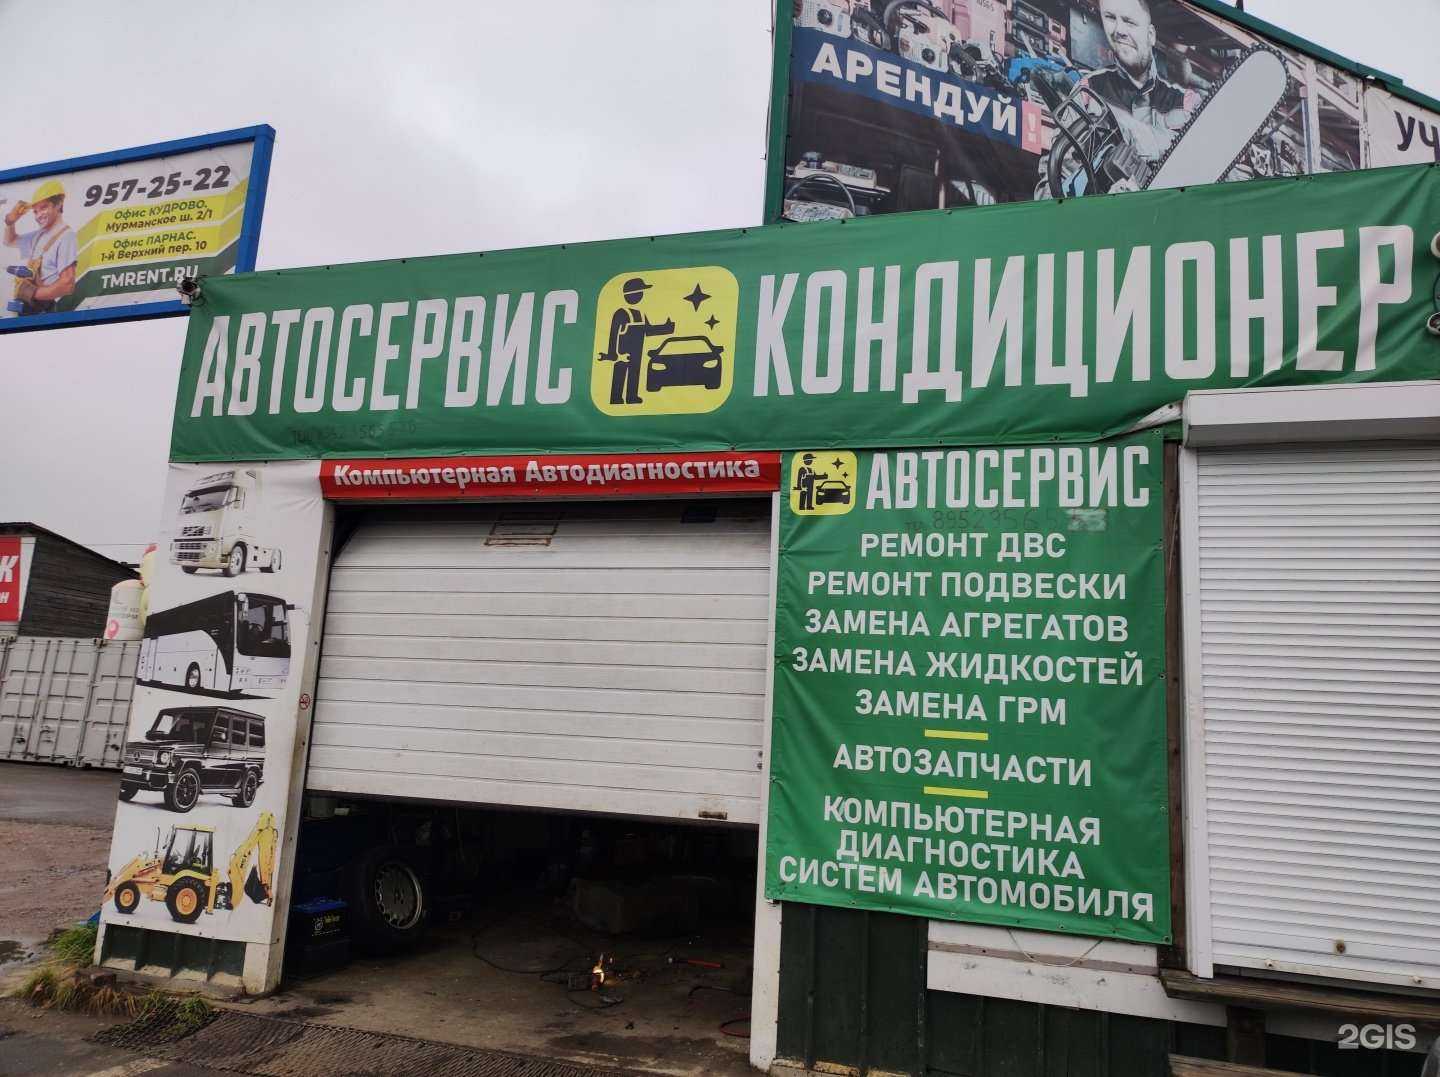 АРЕНДУЙ!
УЧ
957-25-22
Офис КУДРОВО.
Мурманское ш. 2/1
Офис ПАРНАС.
1-й Верхний пер. 10
TMRENT.RU
АВТОСЕРВИС КОНДИЦИОНЕР
Компьютерная Автодиагностика
АВТОСЕРВИС
РЕМОНТ ДВС
РЕМОНТ ПОДВЕСКИ
ЗАМЕНА АГРЕГАТОВ
ЗАМЕНА ЖИДКОСТЕЙ
ЗАМЕНА ГРМ
АВТОЗАПЧАСТИ
КОМПЬЮТЕРНАЯ
ДИАГНОСТИКА
СИСТЕМ АВТОМОБИЛЯ
2GIS